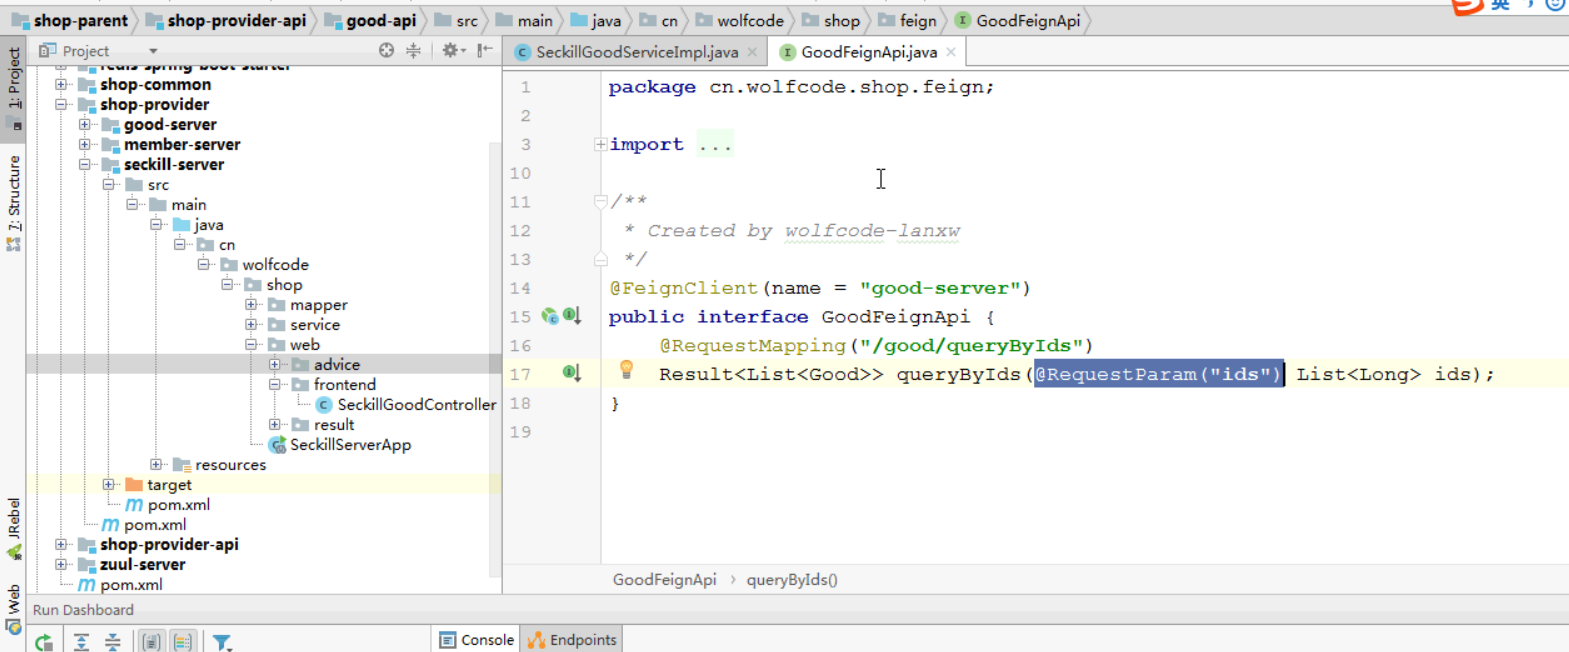 shop-parent shop-provider-api good-api src main java cn wolfcode shop feign GoodFeignApi
英
Project
SeckillGoodServiceImpl.java GoodFeignApi.java
1: Project
7: Structure
JRebel
Web
redis-spring-boot-starter
shop-common
shop-provider
good-server
member-server
seckill-server
src
main
java
cn
wolfcode
shop
mapper
service
web
advice
frontend
SeckillGoodController
result
SeckillServerApp
resources
target
pom.xml
pom.xml
shop-provider-api
zuul-server
pom.xml
1 package cn.wolfcode.shop.feign;
2
3 import ...
10
11 /**
12 * Created by wolfcode-lanxw
13 */
14 @FeignClient(name = "good-server")
15 public interface GoodFeignApi {
16 @RequestMapping("/good/queryByIds")
17 Result<List<Good>> queryByIds(@RequestParam("ids") List<Long> ids);
18 }
19
GoodFeignApi › queryByIds()
Run Dashboard
Console Endpoints